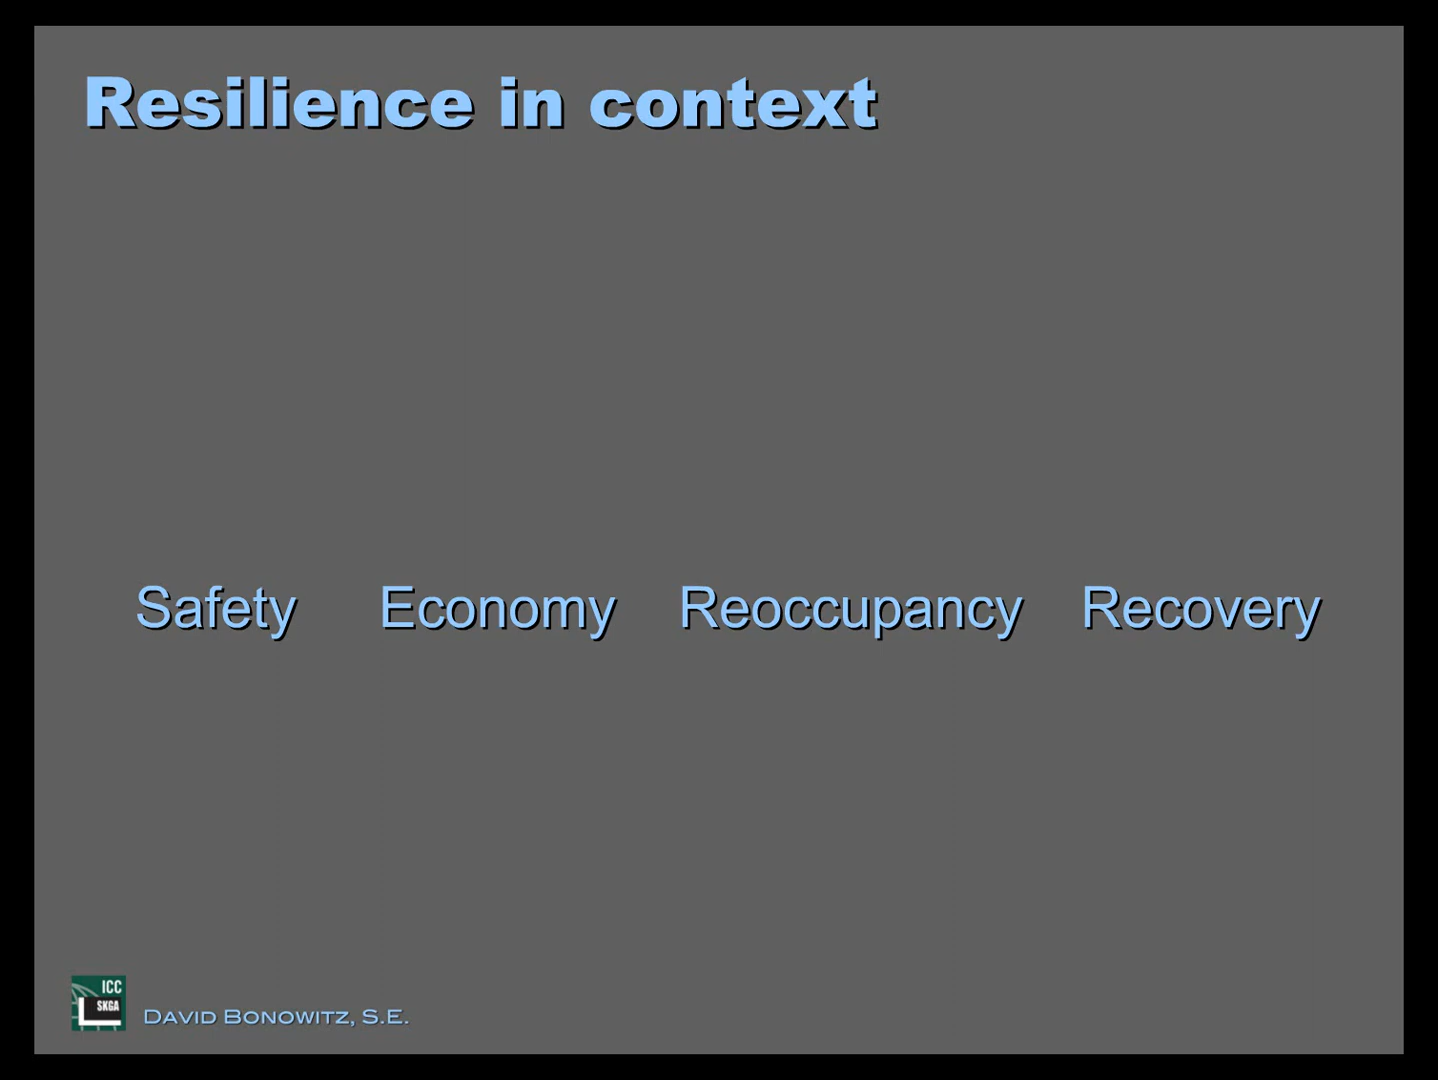 Resilience in context
Safety Economy Reoccupancy Recovery
ICC
SKGA
DAVID BONOWITZ, S.E.